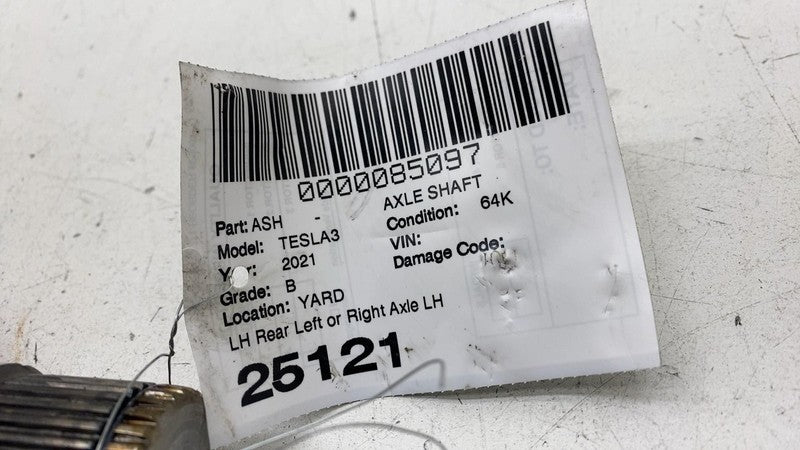 0000085097
Part: ASH - AXLE SHAFT
Model: TESLA3 Condition: 64K
Year: 2021 VIN:
Grade: B Damage Code:
Location: YARD
LH Rear Left or Right Axle LH
25121